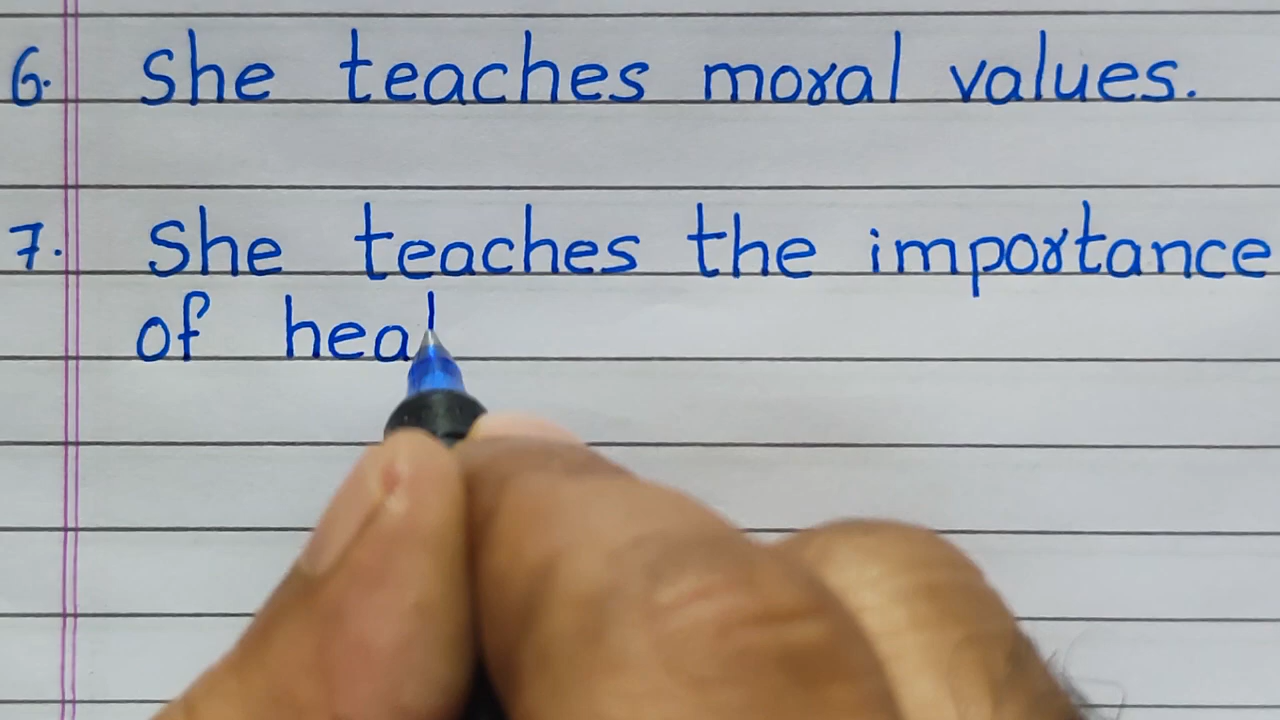 6. She teaches moral values.
7. She teaches the importance
of heal